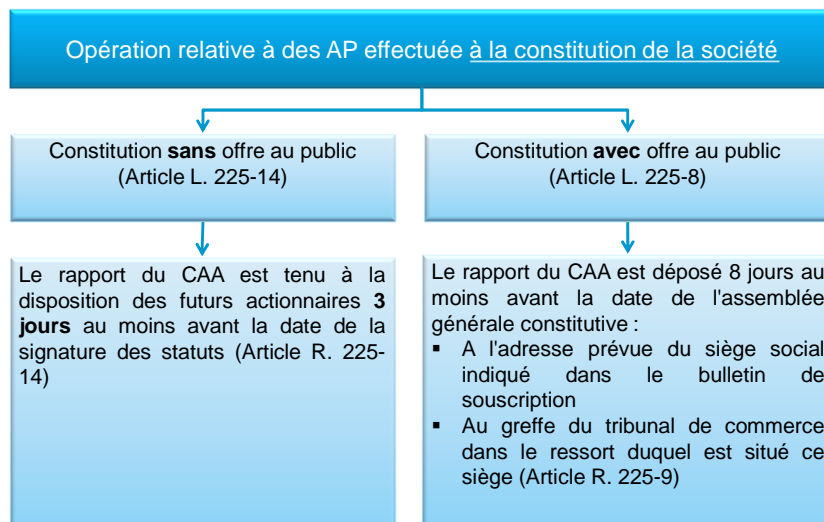 Opération relative à des AP effectuée à la constitution de la société
Constitution sans offre au public
(Article L. 225-14)
Constitution avec offre au public
(Article L. 225-8)
Le rapport du CAA est tenu à la
disposition des futurs actionnaires 3
jours au moins avant la date de la
signature des statuts (Article R. 225-
14)
Le rapport du CAA est déposé 8 jours au
moins avant la date de l'assemblée
générale constitutive :
▪ A l'adresse prévue du siège social
indiqué dans le bulletin de
souscription
▪ Au greffe du tribunal de commerce
dans le ressort duquel est situé ce
siège (Article R. 225-9)